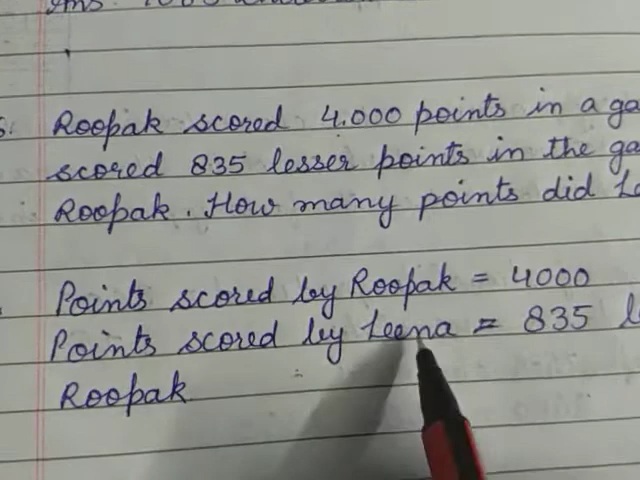 Roopak scored 4,000 points in a ga
scored 835 lesser points in the ga
Roopak. How many points did Le
Points scored by Roopak = 4000
Points scored by Leena = 835 l
Roopak